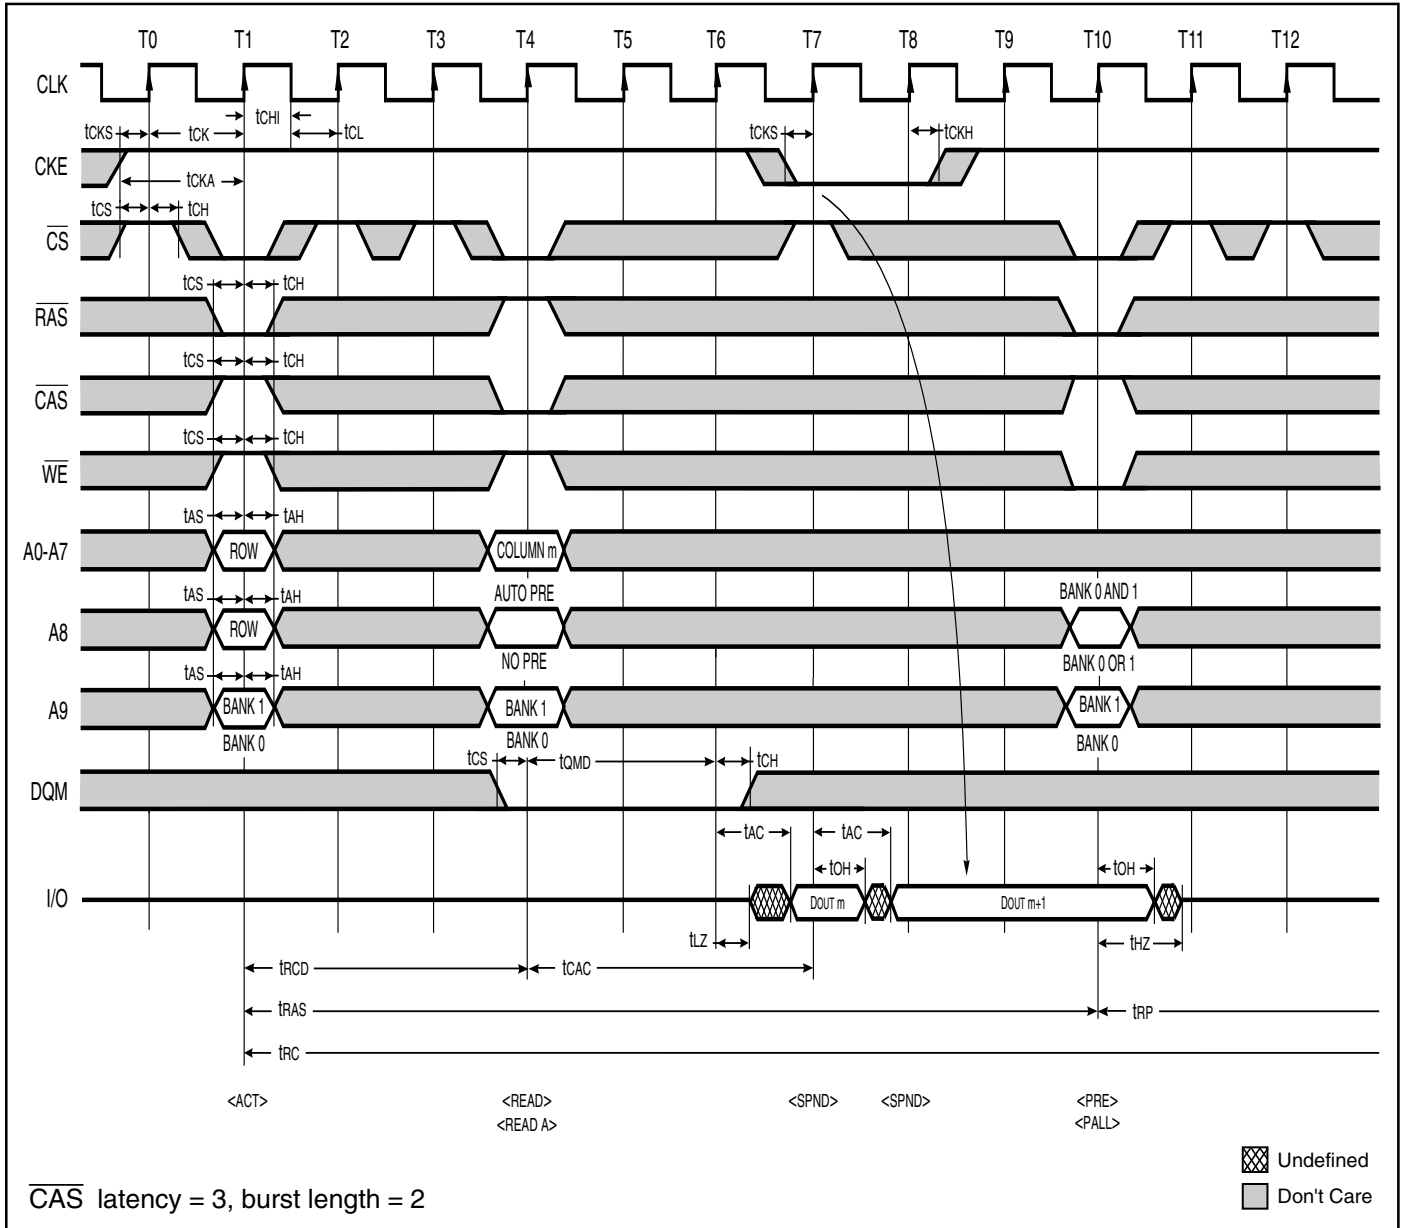 T0 T1 T2 T3 T4 T5 T6 T7 T8 T9 T10 T11 T12
CLK
tCHI
tCKS tCK tCL tCKS tCKH
CKE
tCKA
tCS tCH
CS
tCS tCH
RAS
tCS tCH
CAS
tCS tCH
WE
tAS tAH
A0-A7 ROW COLUMN m
tAS tAH AUTO PRE BANK 0 AND 1
A8 ROW
NO PRE BANK 0 OR 1
tAS tAH
A9 BANK 1 BANK 1 BANK 1
BANK 0 BANK 0 BANK 0
tCS tQMD tCH
DQM
tAC tAC
tOH tOH
I/O DOUT m DOUT m+1
tLZ tHZ
tRCD tCAC
tRAS tRP
tRC
<ACT> <READ> <SPND> <SPND> <PRE>
<READ A> <PALL>
Undefined
Don't Care
CAS latency = 3, burst length = 2